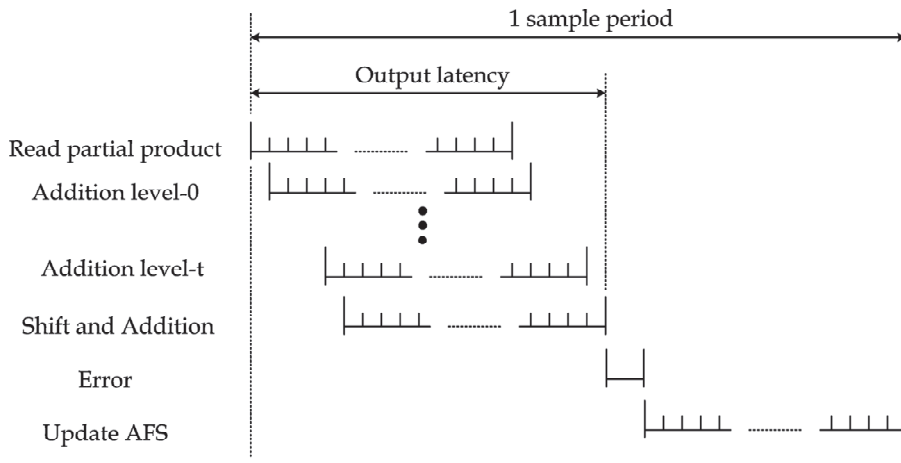 1 sample period
Output latency
Read partial product
Addition level-0
Addition level-t
Shift and Addition
Error
Update AFS